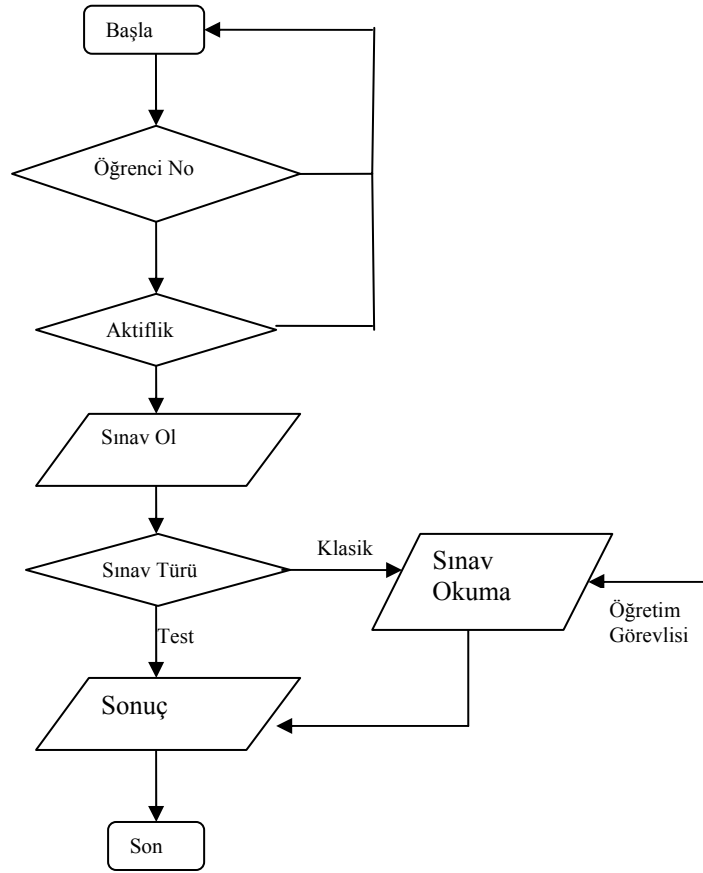 Başla
Öğrenci No
Aktiflik
Sınav Ol
Sınav Türü
Klasik
Sınav
Okuma
Öğretim
Görevlisi
Test
Sonuç
Son